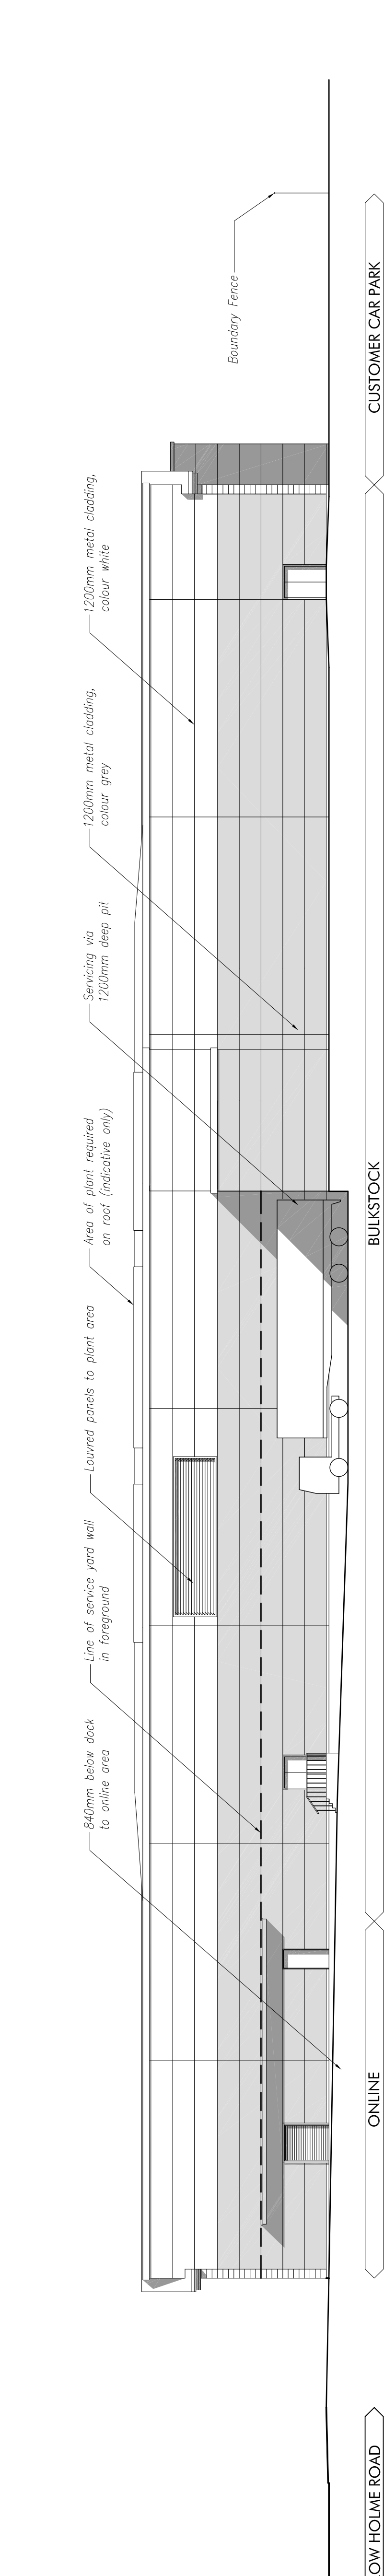 840mm below dock
to online area
Line of service yard wall
in foreground
Louvred panels to plant area
Area of plant required
on roof (indicative only)
Servicing via
1200mm deep pit
1200mm metal cladding,
colour grey
1200mm metal cladding,
colour white
Boundary Fence
OW HOLME ROAD
ONLINE
BULKSTOCK
CUSTOMER CAR PARK